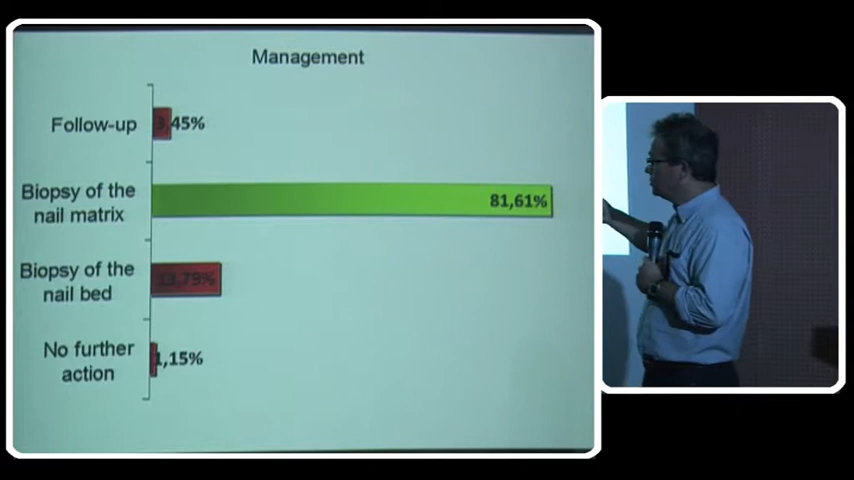 Management
Follow-up
3,45%
Biopsy of the
nail matrix
81,61%
Biopsy of the
nail bed
13,79%
No further
action
1,15%